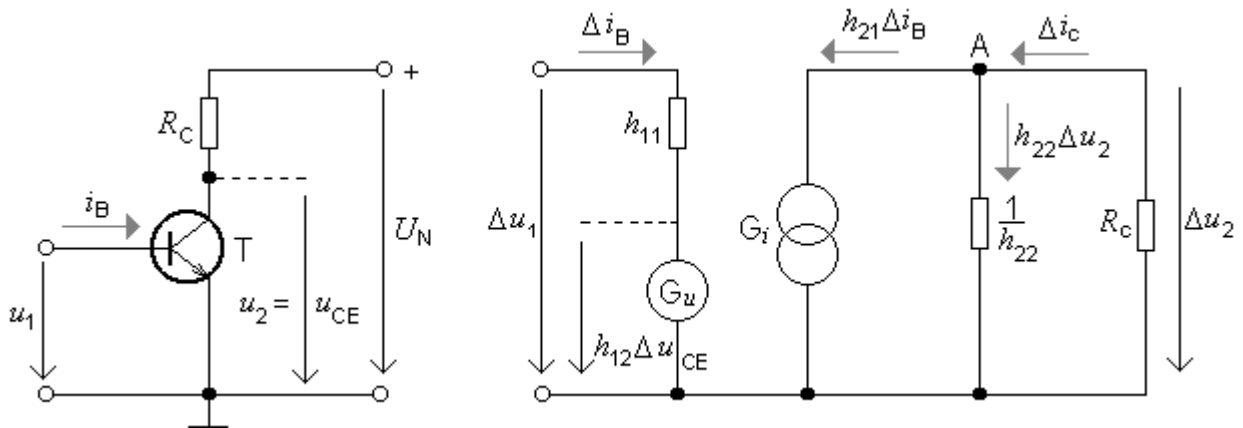 +
R_C
i_B
T
u_1
u_2 =
u_CE
U_N
Δi_B
h_11
Δu_1
G_u
h_12Δu_CE
h_21Δi_B
A
Δi_c
G_i
h_22Δu_2
1
h_22
R_c
Δu_2